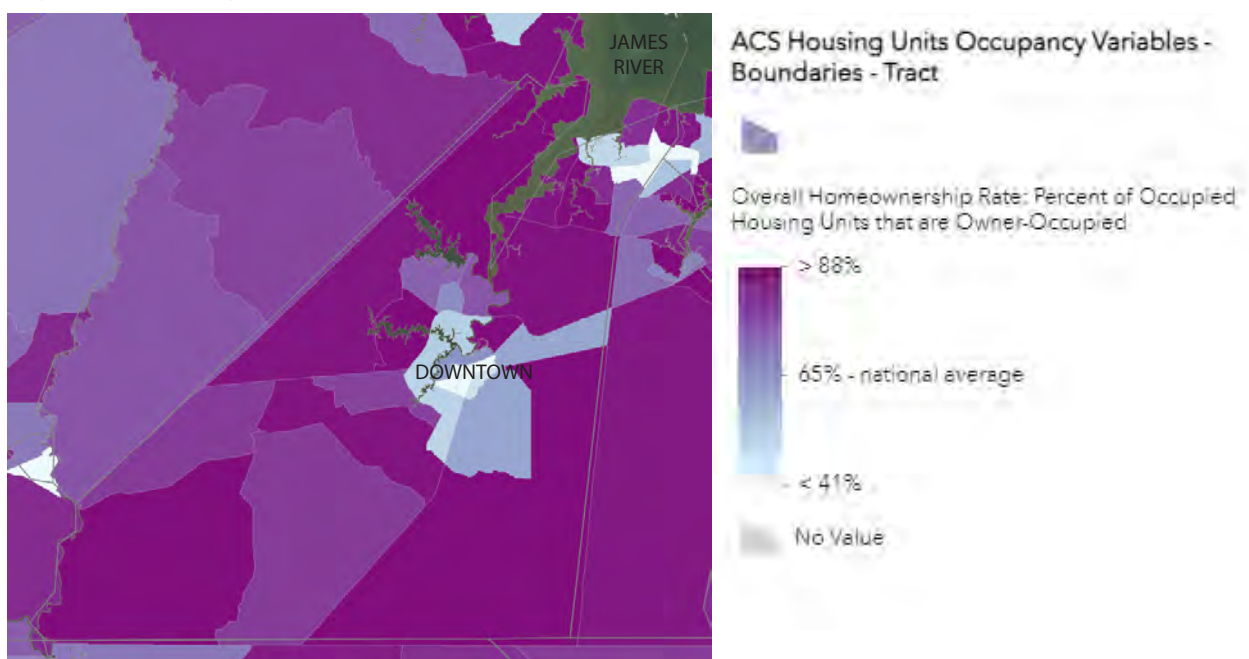 JAMES
RIVER
DOWNTOWN
ACS Housing Units Occupancy Variables -
Boundaries - Tract
Overall Homeownership Rate: Percent of Occupied
Housing Units that are Owner-Occupied
> 88%
65% - national average
< 41%
No Value